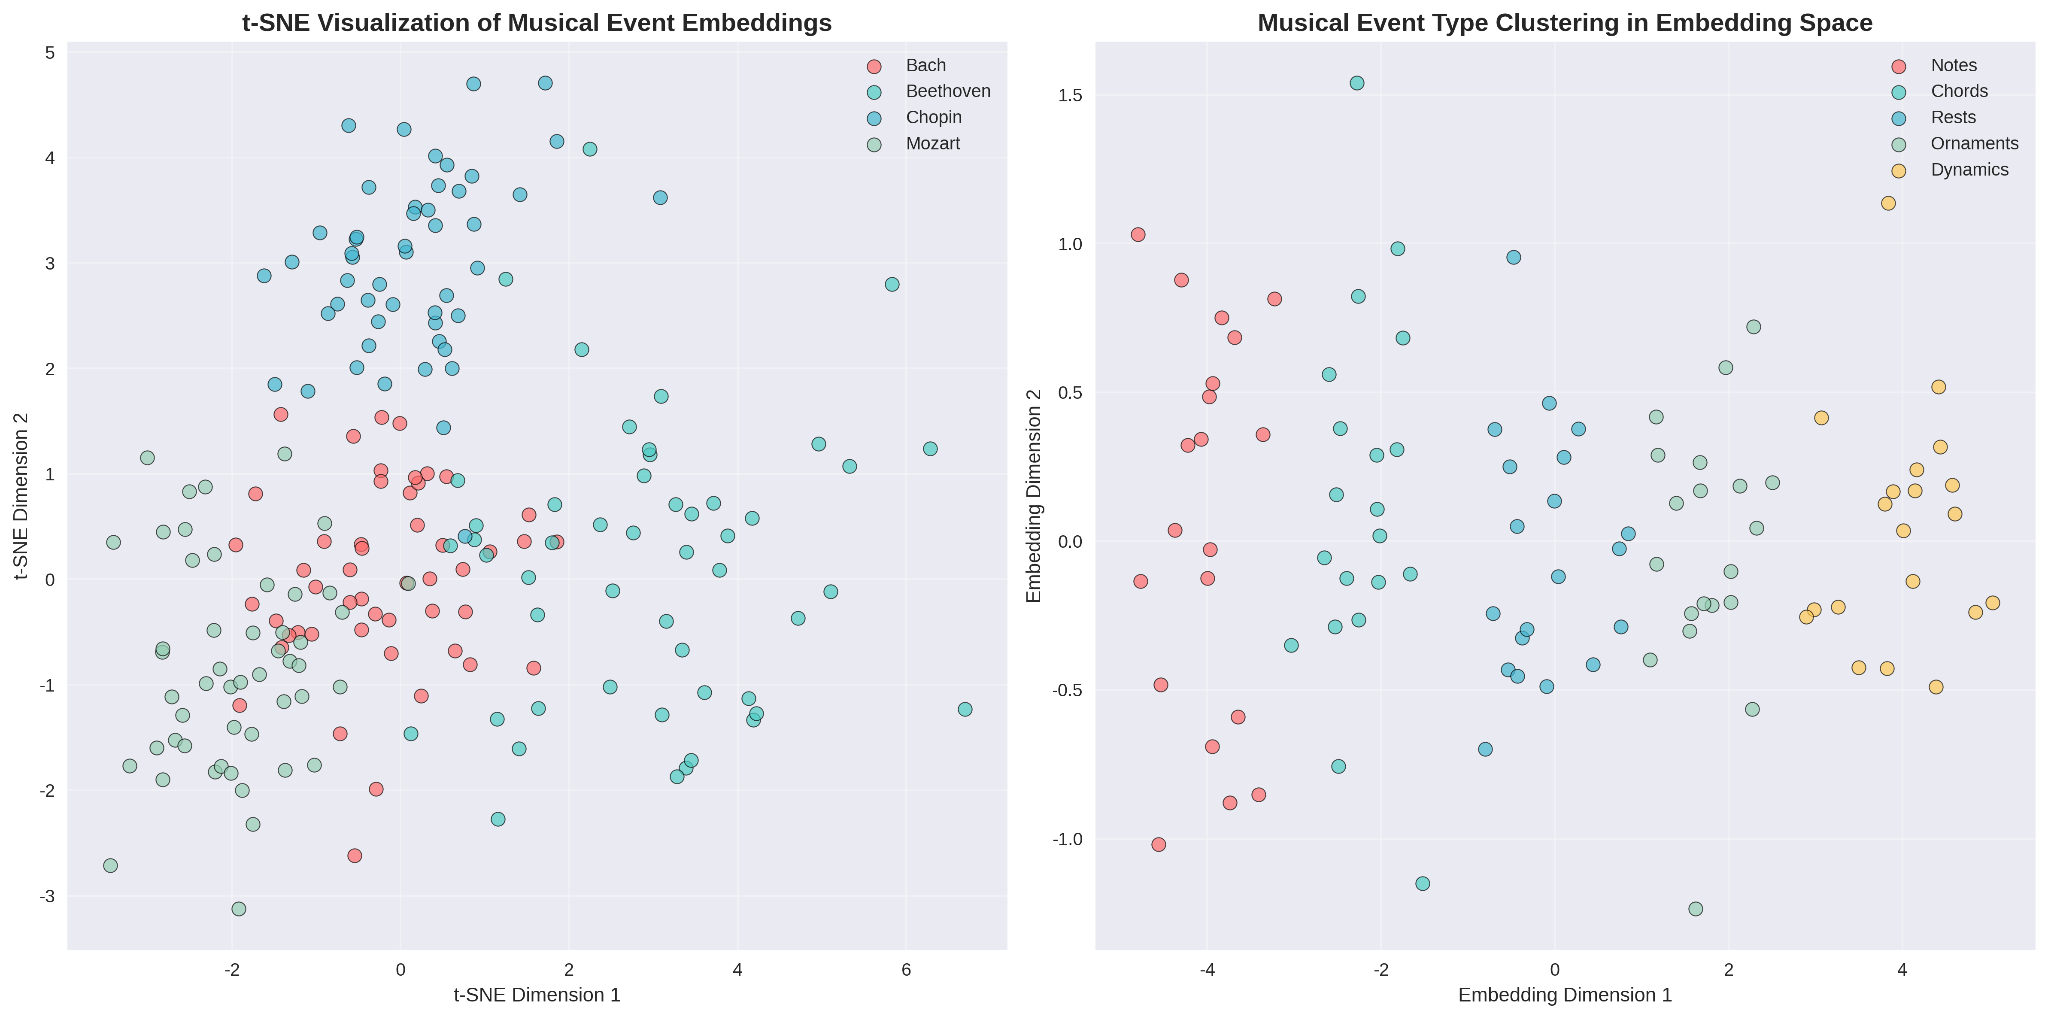 t-SNE Visualization of Musical Event Embeddings
Bach
Beethoven
Chopin
Mozart
5
4
3
2
1
0
-1
-2
-3
t-SNE Dimension 2
-2
0
2
4
6
t-SNE Dimension 1
Musical Event Type Clustering in Embedding Space
Notes
Chords
Rests
Ornaments
Dynamics
1.5
1.0
0.5
0.0
-0.5
-1.0
Embedding Dimension 2
-4
-2
0
2
4
Embedding Dimension 1